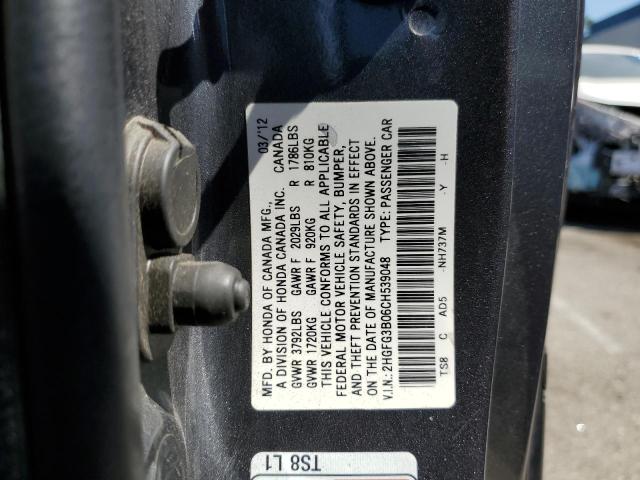 MFD. BY HONDA OF CANADA MFG., 03/'12
A DIVISION OF HONDA CANADA INC. CANADA
GVWR 3792LBS GAWR F 2029LBS R 1786LBS
GVWR 1720KG GAWR F 920KG R 810KG
THIS VEHICLE CONFORMS TO ALL APPLICABLE
FEDERAL MOTOR VEHICLE SAFETY, BUMPER,
AND THEFT PREVENTION STANDARDS IN EFFECT
ON THE DATE OF MANUFACTURE SHOWN ABOVE.
V.I.N.: 2HGFG3B06CH539048 TYPE: PASSENGER CAR
TS8 C AD5 -NH737M -Y -H
TS8 L1